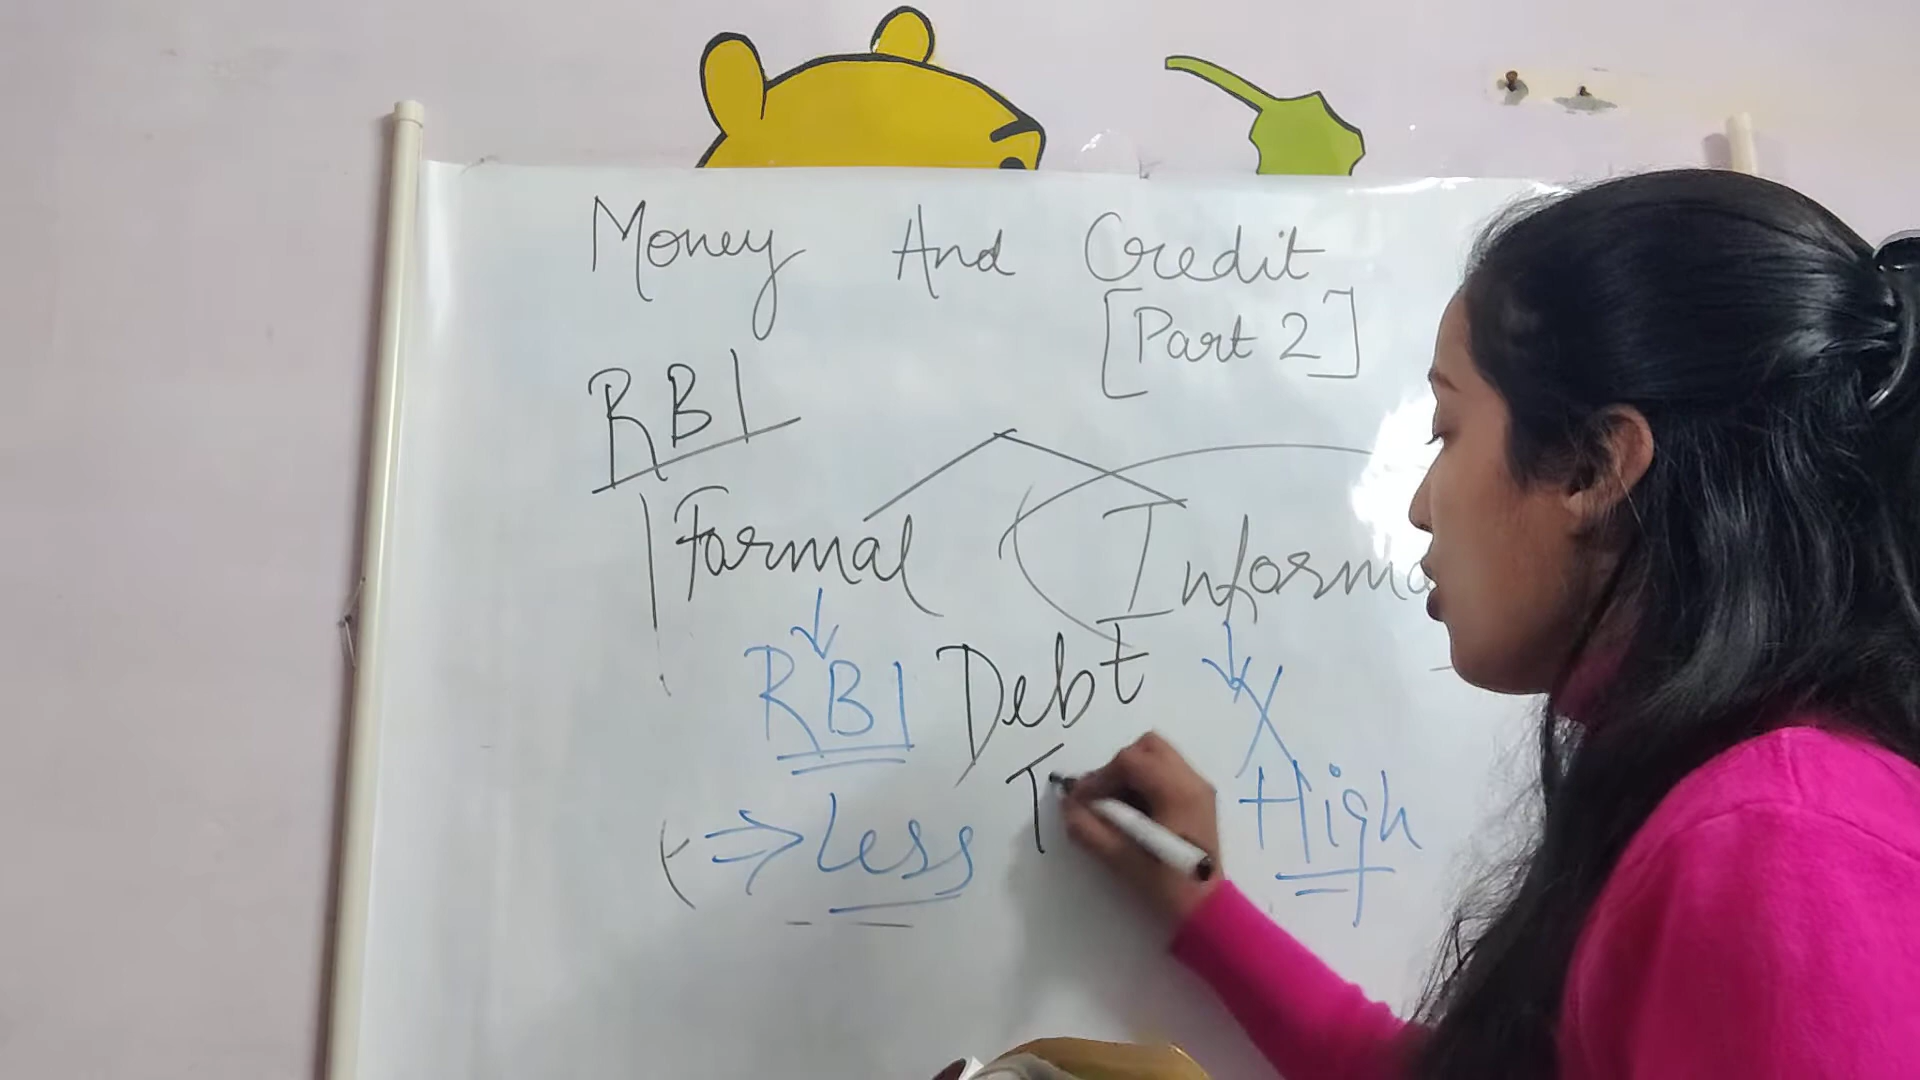 Money And Credit
[Part 2]
RBI
Formal
Informa
RBI Debt X
T
Less High